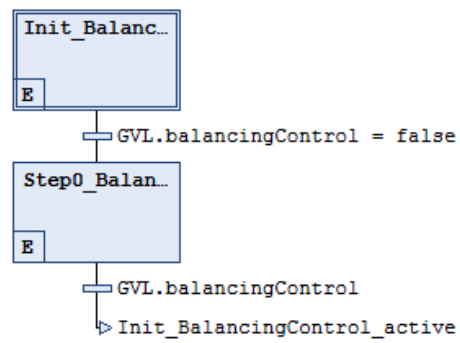 Init_Balanc…
E
GVL.balancingControl = false
Step0_Balan…
E
GVL.balancingControl
Init_BalancingControl_active